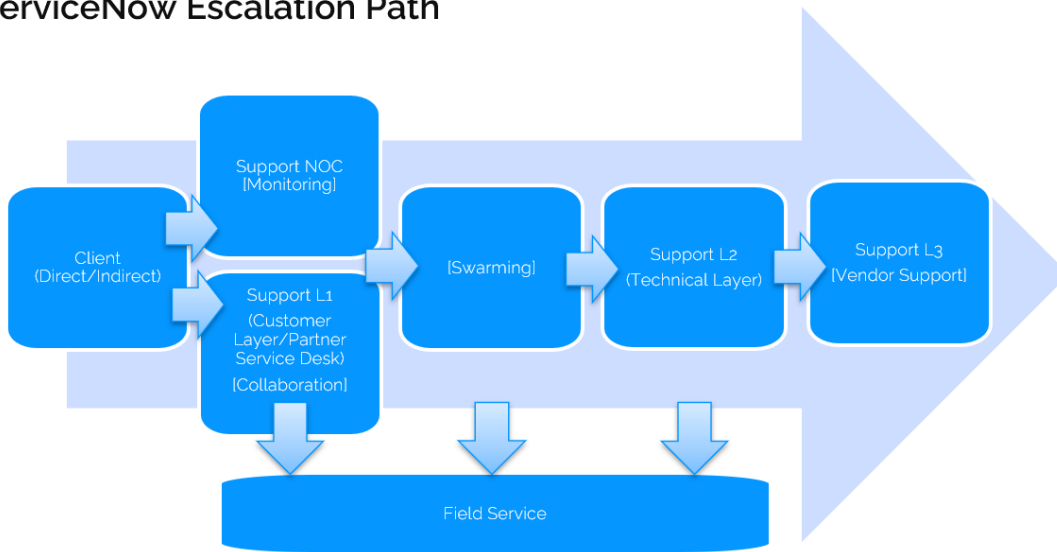 erviceNow Escalation Path
Support NOC
[Monitoring]
Client
(Direct/Indirect)
Support L1
(Customer
Layer/Partner
Service Desk)
[Collaboration]
[Swarming]
Support L2
(Technical Layer)
Support L3
[Vendor Support]
Field Service